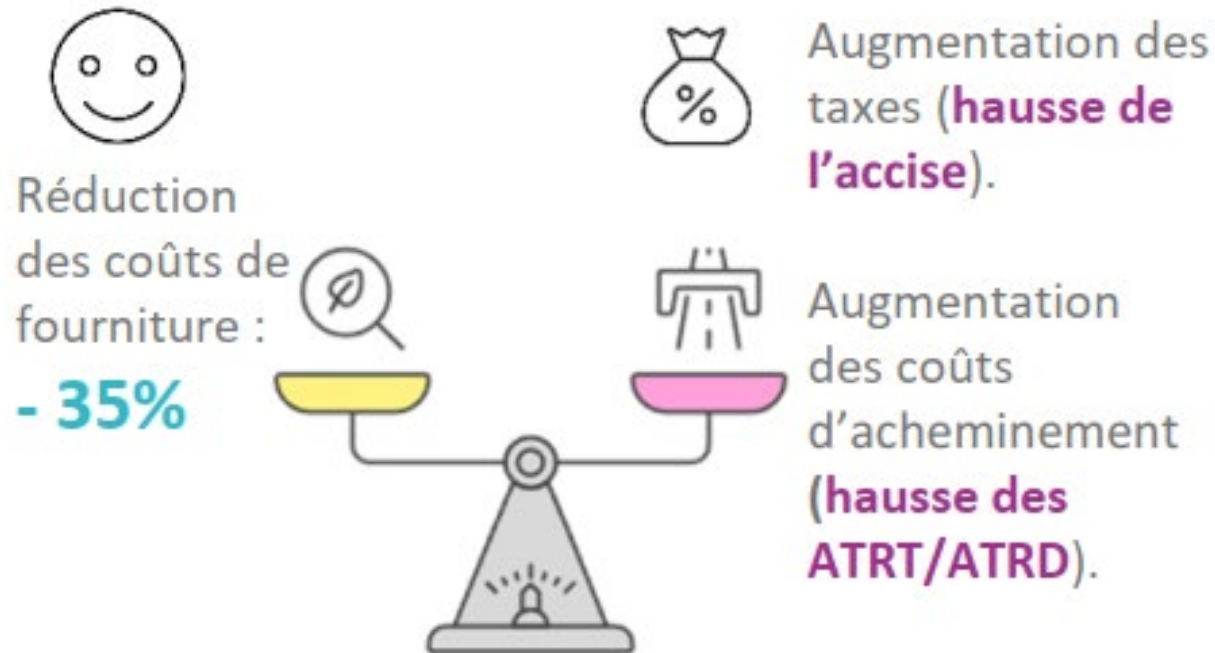 Réduction
des coûts de
fourniture :
- 35%
%
Augmentation des
taxes (hausse de
l’accise).
Augmentation
des coûts
d’acheminement
(hausse des
ATRT/ATRD).